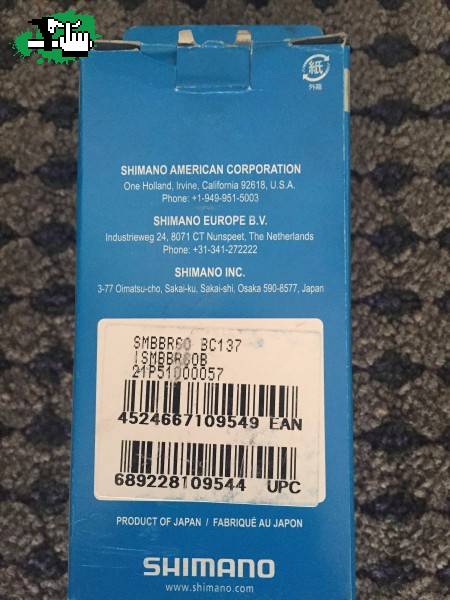 紙
外箱
SHIMANO AMERICAN CORPORATION
One Holland, Irvine, California 92618, U.S.A.
Phone: +1-949-951-5003
SHIMANO EUROPE B.V.
Industrieweg 24, 8071 CT Nunspeet, The Netherlands
Phone: +31-341-272222
SHIMANO INC.
3-77 Oimatsu-cho, Sakai-ku, Sakai-shi, Osaka 590-8577, Japan
SMBBR60 BC137
ISMBBR60B
21P51000057
4524667109549 EAN
689228109544 UPC
PRODUCT OF JAPAN / FABRIQUÉ AU JAPON
SHIMANO
www.shimano.com